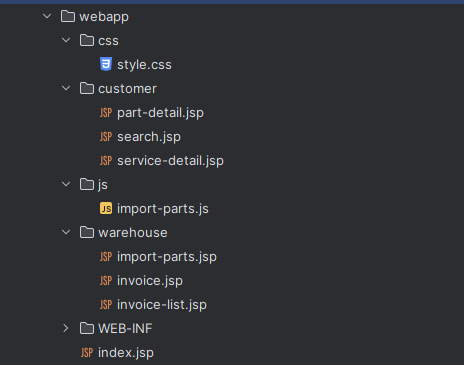 webapp
css
style.css
customer
JSP part-detail.jsp
JSP search.jsp
JSP service-detail.jsp
js
JS import-parts.js
warehouse
JSP import-parts.jsp
JSP invoice.jsp
JSP invoice-list.jsp
WEB-INF
JSP index.jsp